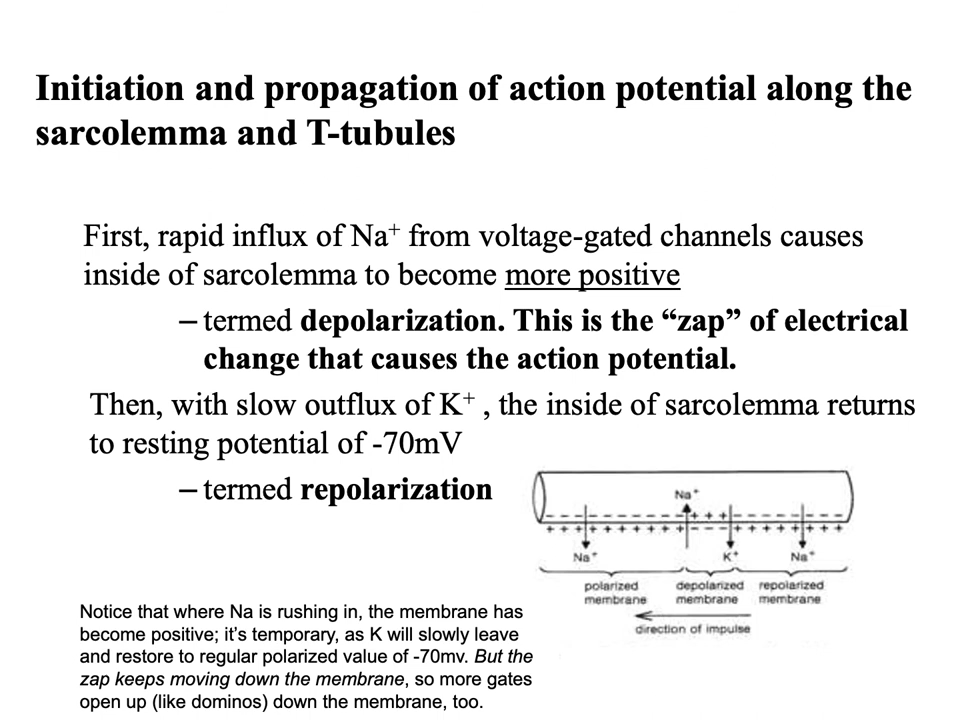 Initiation and propagation of action potential along the
sarcolemma and T-tubules
First, rapid influx of Na⁺ from voltage-gated channels causes
inside of sarcolemma to become more positive
– termed depolarization. This is the “zap” of electrical
change that causes the action potential.
Then, with slow outflux of K⁺ , the inside of sarcolemma returns
to resting potential of -70mV
– termed repolarization
Na⁺
Na⁺ K⁺ Na⁺
polarized membrane
depolarized membrane
repolarized membrane
direction of impulse
Notice that where Na is rushing in, the membrane has
become positive; it’s temporary, as K will slowly leave
and restore to regular polarized value of -70mv. But the
zap keeps moving down the membrane, so more gates
open up (like dominos) down the membrane, too.